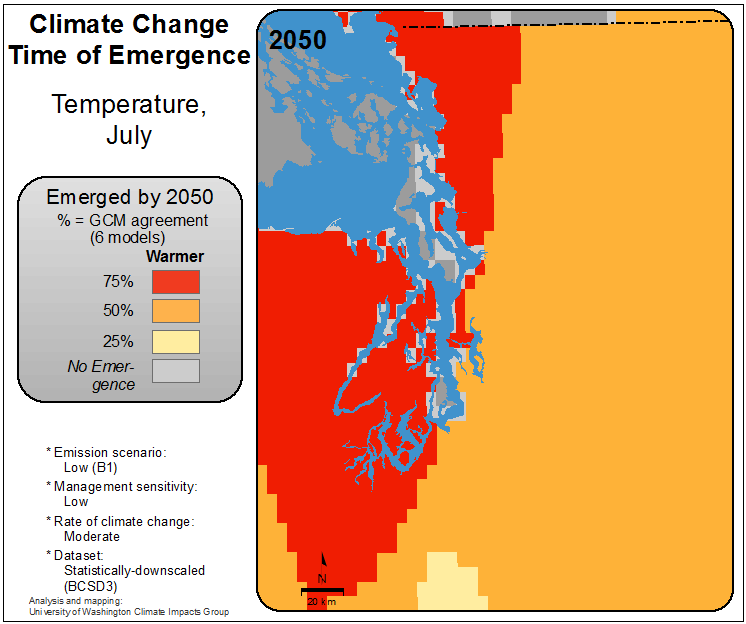 Climate Change
Time of Emergence
Temperature,
July
Emerged by 2050
% = GCM agreement
(6 models)
Warmer
75%
50%
25%
No Emer-
gence
* Emission scenario:
Low (B1)
* Management sensitivity:
Low
* Rate of climate change:
Moderate
* Dataset:
Statistically-downscaled
(BCSD3)
Analysis and mapping:
University of Washington Climate Impacts Group
2050
N
20 km